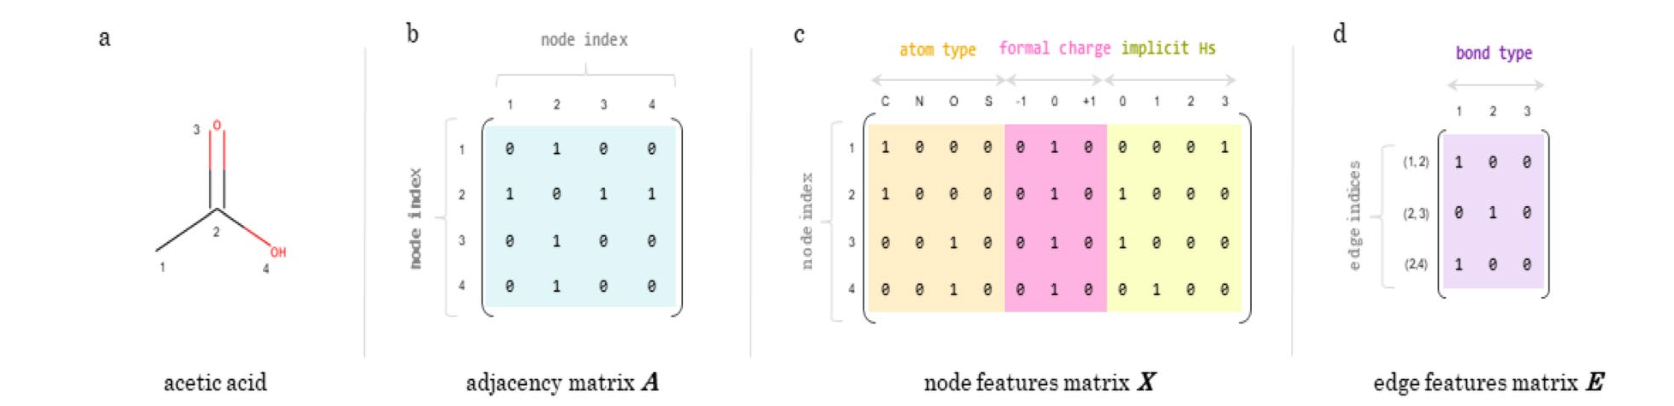 a
3 O
2
OH
1
4
acetic acid
b
node index
1 2 3 4
node index
1 0 1 0 0
2 1 0 1 1
3 0 1 0 0
4 0 1 0 0
adjacency matrix A
c
atom type formal charge implicit Hs
C N O S -1 0 +1 0 1 2 3
node index
1 1 0 0 0 0 1 0 0 0 0 1
2 1 0 0 0 0 1 0 1 0 0 0
3 0 0 1 0 0 1 0 1 0 0 0
4 0 0 1 0 0 1 0 0 1 0 0
node features matrix X
d
bond type
1 2 3
edge indices
(1, 2) 1 0 0
(2, 3) 0 1 0
(2,4) 1 0 0
edge features matrix E